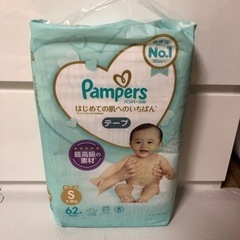 No.1
Pampers
パンパースの
はじめての肌へのいちばん
テープ
最高級の
素材
S
62